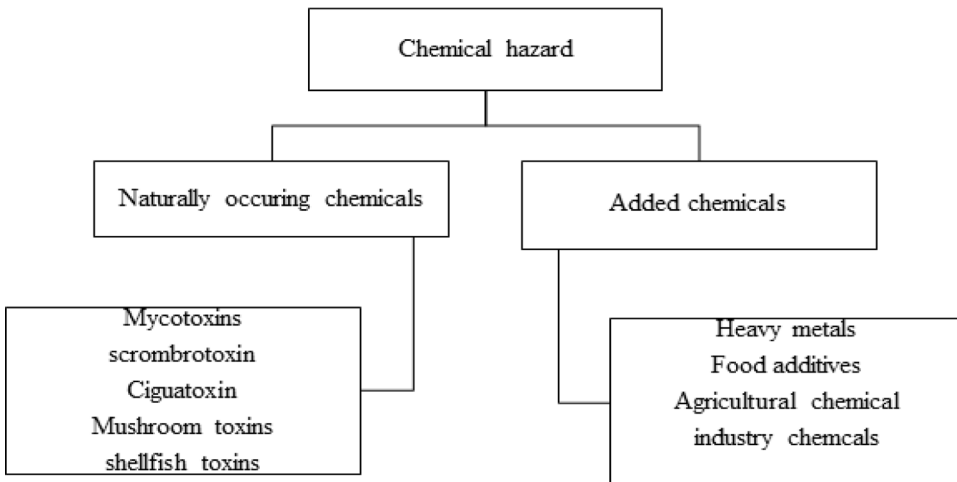 Chemical hazard
Naturally occuring chemicals
Added chemicals
Mycotoxins
scrombrotoxin
Ciguatoxin
Mushroom toxins
shellfish toxins
Heavy metals
Food additives
Agricultural chemical
industry chemcals